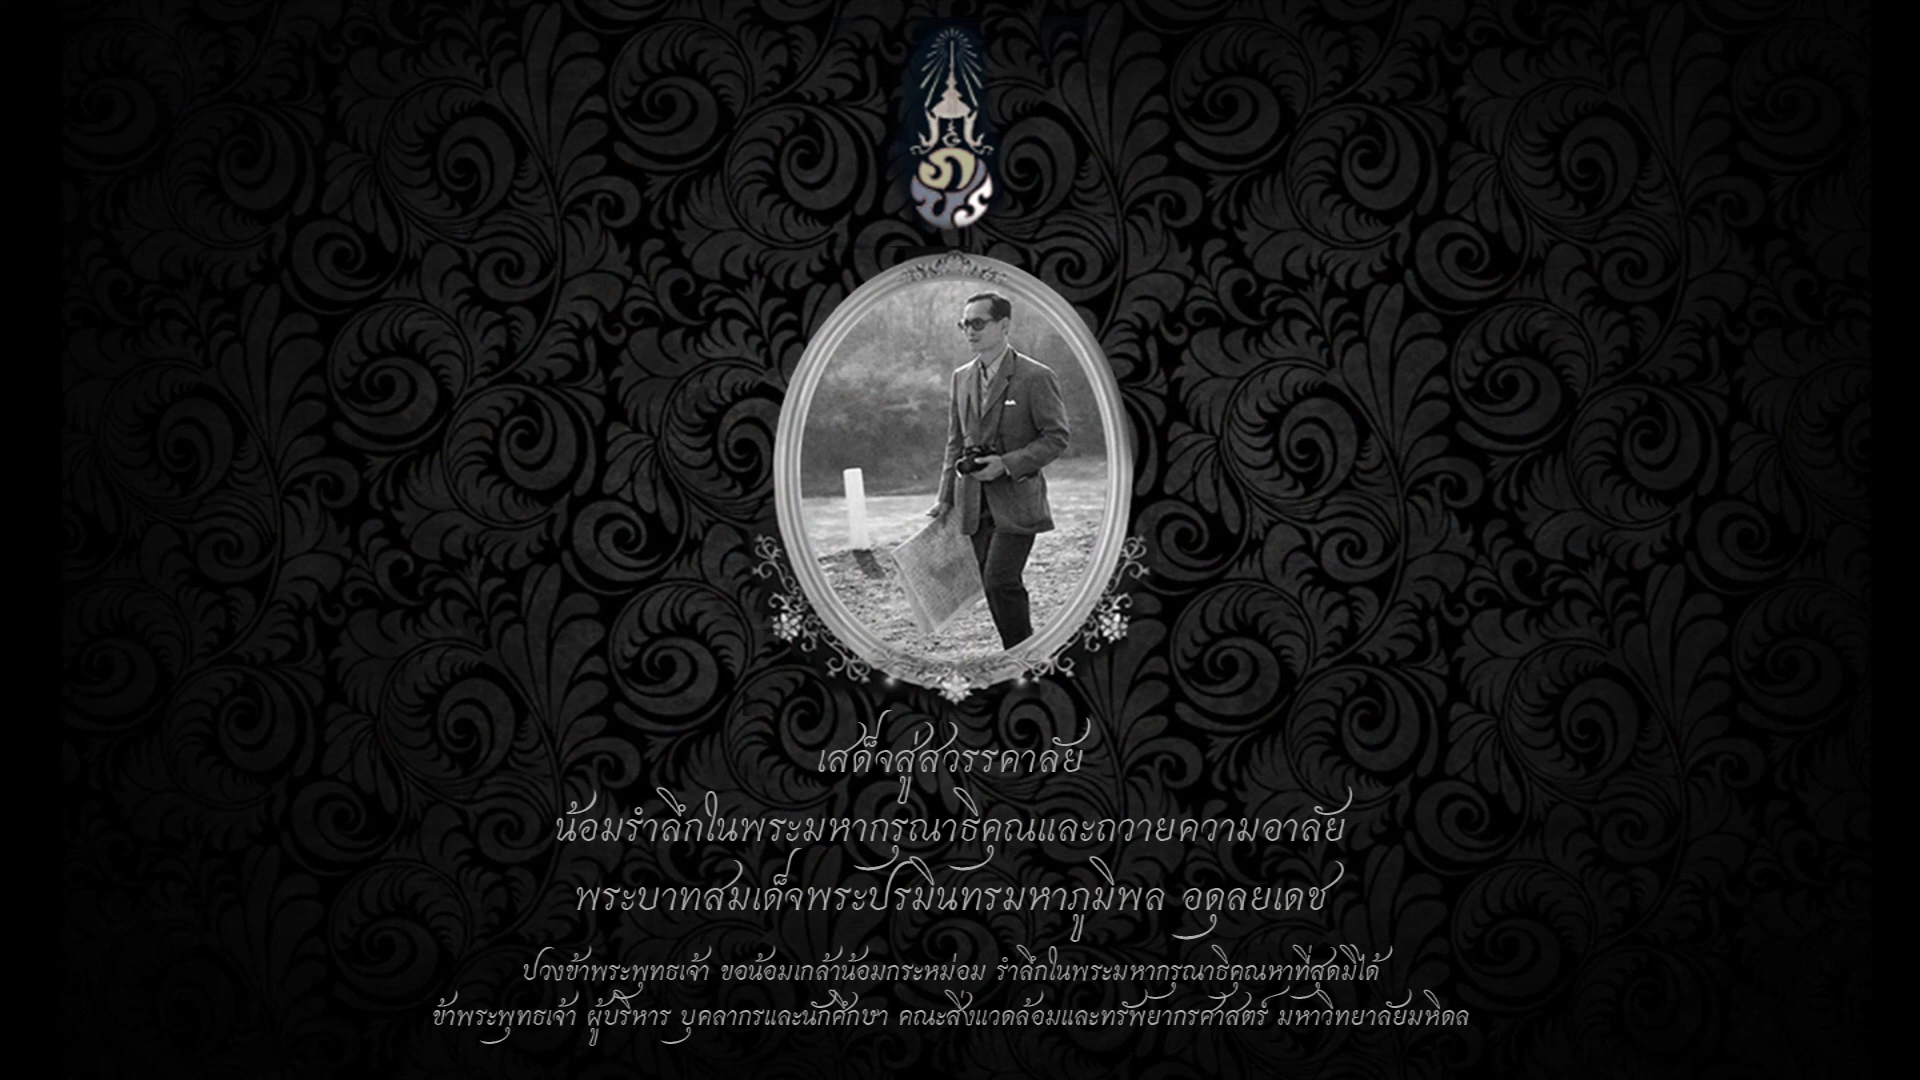 เสด็จสู่สวรรคาลัย
น้อมรำลึกในพระมหากรุณาธิคุณและถวายความอาลัย
พระบาทสมเด็จพระปรมินทรมหาภูมิพล อดุลยเดช
ปวงข้าพระพุทธเจ้า ขอน้อมเกล้าน้อมกระหม่อม รำลึกในพระมหากรุณาธิคุณหาที่สุดมิได้
ข้าพระพุทธเจ้า ผู้บริหาร บุคลากรและนักศึกษา คณะสิ่งแวดล้อมและทรัพยากรศาสตร์ มหาวิทยาลัยมหิดล